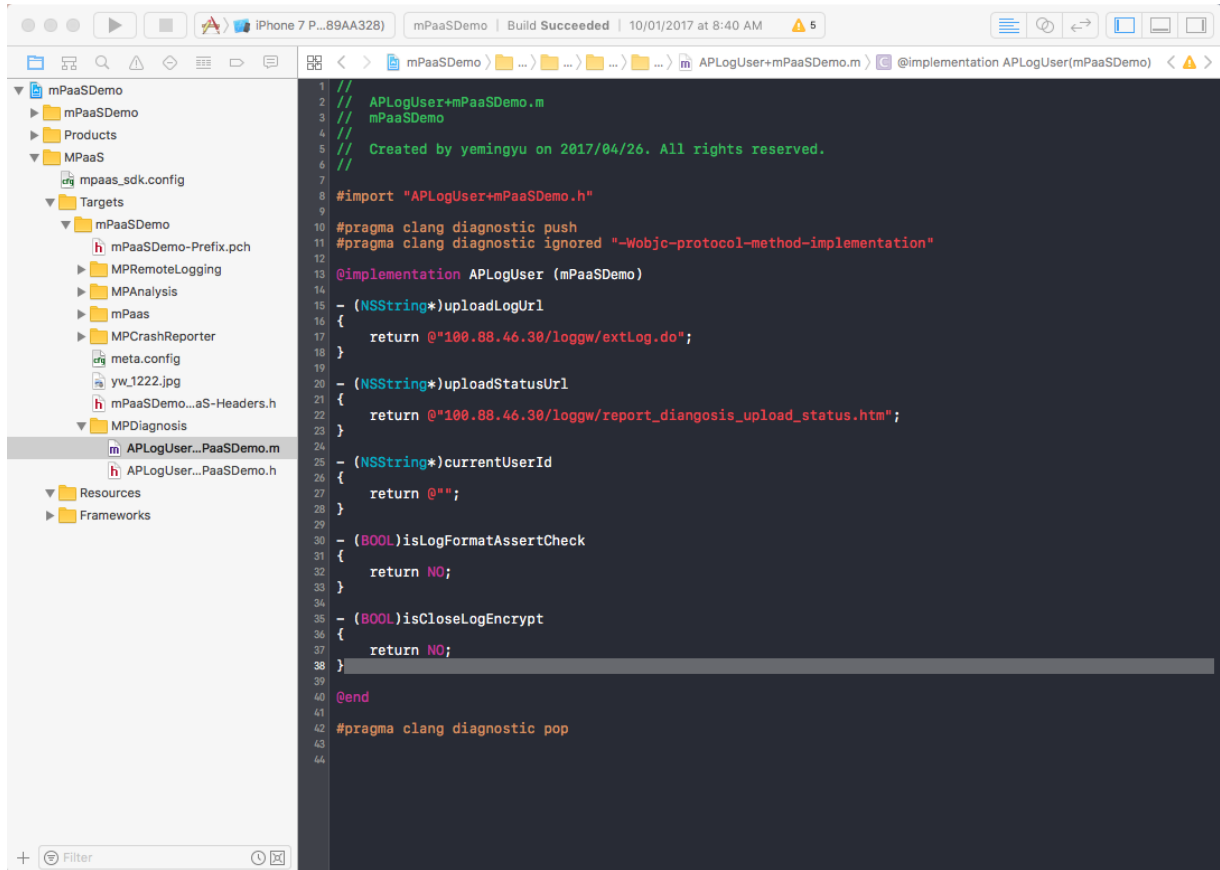 iPhone 7 P...89AA328)
mPaaSDemo | Build Succeeded | 10/01/2017 at 8:40 AM
5
mPaaSDemo
...
...
...
...
m APLogUser+mPaaSDemo.m
C @implementation APLogUser(mPaaSDemo)
mPaaSDemo
mPaaSDemo
Products
MPaaS
cfg mpaas_sdk.config
Targets
mPaaSDemo
h mPaaSDemo-Prefix.pch
MPRemoteLogging
MPAnalysis
mPaas
MPCrashReporter
cfg meta.config
yw_1222.jpg
h mPaaSDemo...aS-Headers.h
MPDiagnosis
m APLogUser...PaaSDemo.m
h APLogUser...PaaSDemo.h
Resources
Frameworks
Filter
1 //
2 //  APLogUser+mPaaSDemo.m
3 //  mPaaSDemo
4 //
5 //  Created by yemingyu on 2017/04/26. All rights reserved.
6 //
7
8 #import "APLogUser+mPaaSDemo.h"
9
10 #pragma clang diagnostic push
11 #pragma clang diagnostic ignored "-Wobjc-protocol-method-implementation"
12
13 @implementation APLogUser (mPaaSDemo)
14
15 - (NSString*)uploadLogUrl
16 {
17     return @"100.88.46.30/loggw/extLog.do";
18 }
19
20 - (NSString*)uploadStatusUrl
21 {
22     return @"100.88.46.30/loggw/report_diangosis_upload_status.htm";
23 }
24
25 - (NSString*)currentUserId
26 {
27     return @"";
28 }
29
30 - (BOOL)isLogFormatAssertCheck
31 {
32     return NO;
33 }
34
35 - (BOOL)isCloseLogEncrypt
36 {
37     return NO;
38 }
39
40 @end
41
42 #pragma clang diagnostic pop
43
44